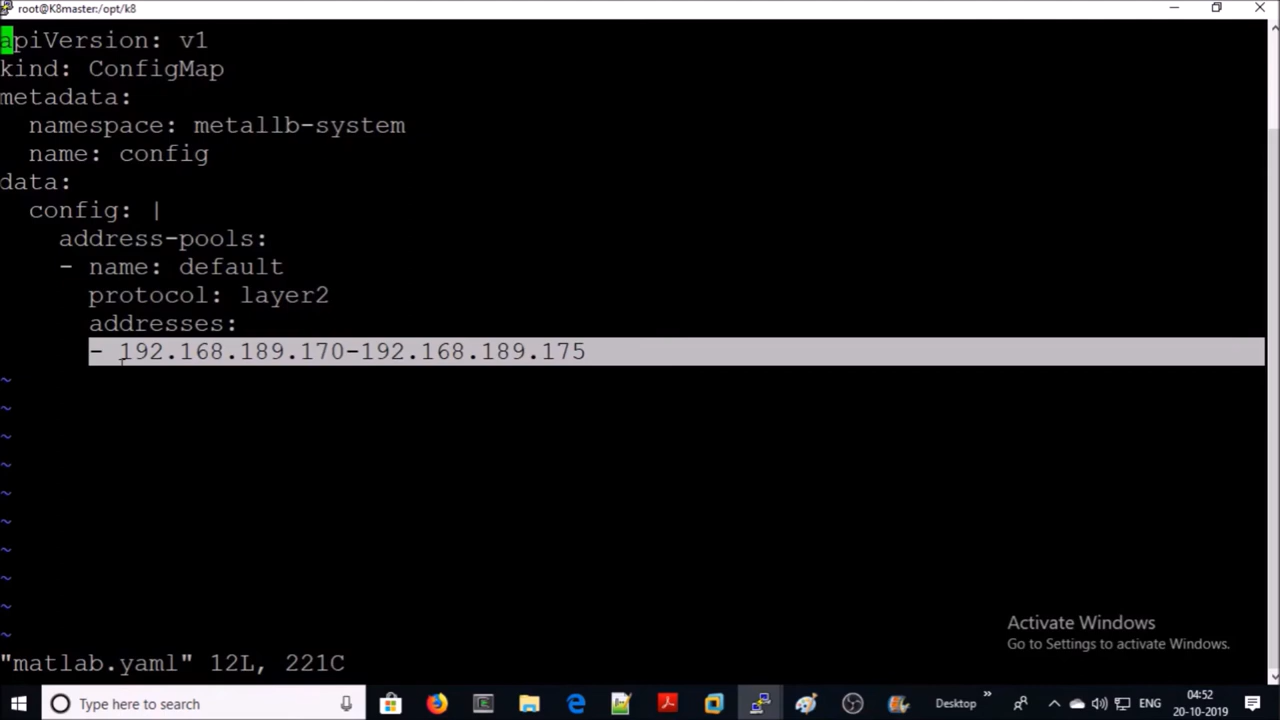 root@K8master:/opt/k8
apiVersion: v1
kind: ConfigMap
metadata:
  namespace: metallb-system
  name: config
data:
  config: |
    address-pools:
    - name: default
      protocol: layer2
      addresses:
      - 192.168.189.170-192.168.189.175
~
~
~
~
~
~
~
~
~
"matlab.yaml" 12L, 221C
Activate Windows
Go to Settings to activate Windows.
Type here to search
Desktop
»
ENG
04:52
20-10-2019